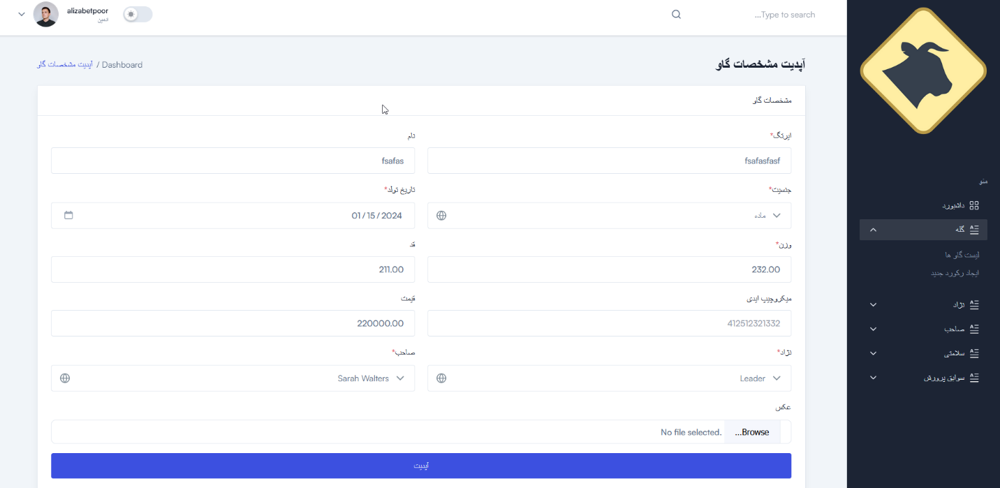 alizabetpoor
ادمین
Type to search...
آپدیت مشخصات گاو
Dashboard / آپدیت مشخصات گاو
مشخصات گاو
ایرتگ*
fsafasfasf
نام
fsafas
جنسیت*
ماده
تاریخ تولد*
01 / 15 / 2024
وزن*
232.00
قد
211.00
میکروچیپ ایدی
412512321332
قیمت
220000.00
نژاد*
Leader
صاحب*
Sarah Walters
عکس
Browse...
No file selected.
آپدیت
منو
داشبورد
گله
لیست گاو ها
ایجاد رکورد جدید
نژاد
صاحب
سلامتی
سوابق پرورش